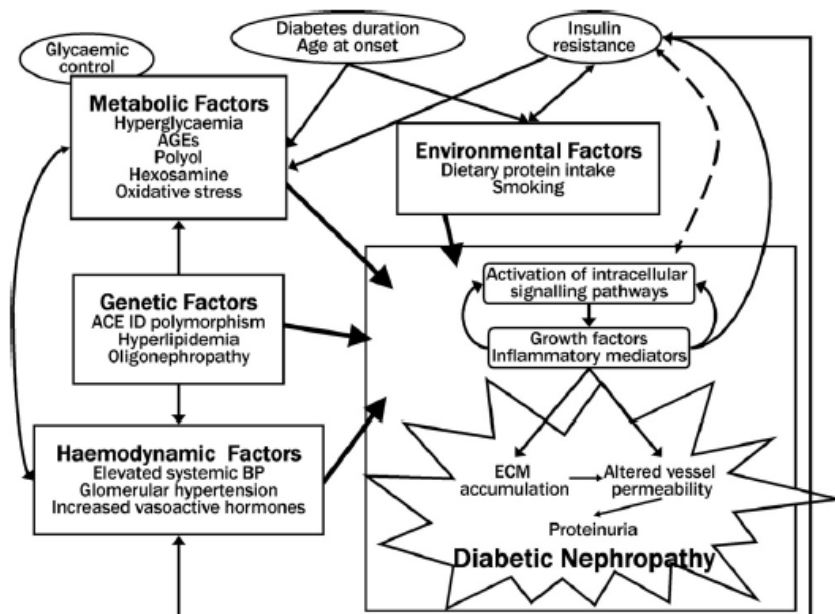 Glycaemic
control
Diabetes duration
Age at onset
Insulin
resistance
Metabolic Factors
Hyperglycaemia
AGEs
Polyol
Hexosamine
Oxidative stress
Environmental Factors
Dietary protein intake
Smoking
Genetic Factors
ACE ID polymorphism
Hyperlipidemia
Oligonephropathy
Activation of intracellular
signalling pathways
Growth factors
Inflammatory mediators
Haemodynamic Factors
Elevated systemic BP
Glomerular hypertension
Increased vasoactive hormones
ECM
accumulation
Altered vessel
permeability
Proteinuria
Diabetic Nephropathy